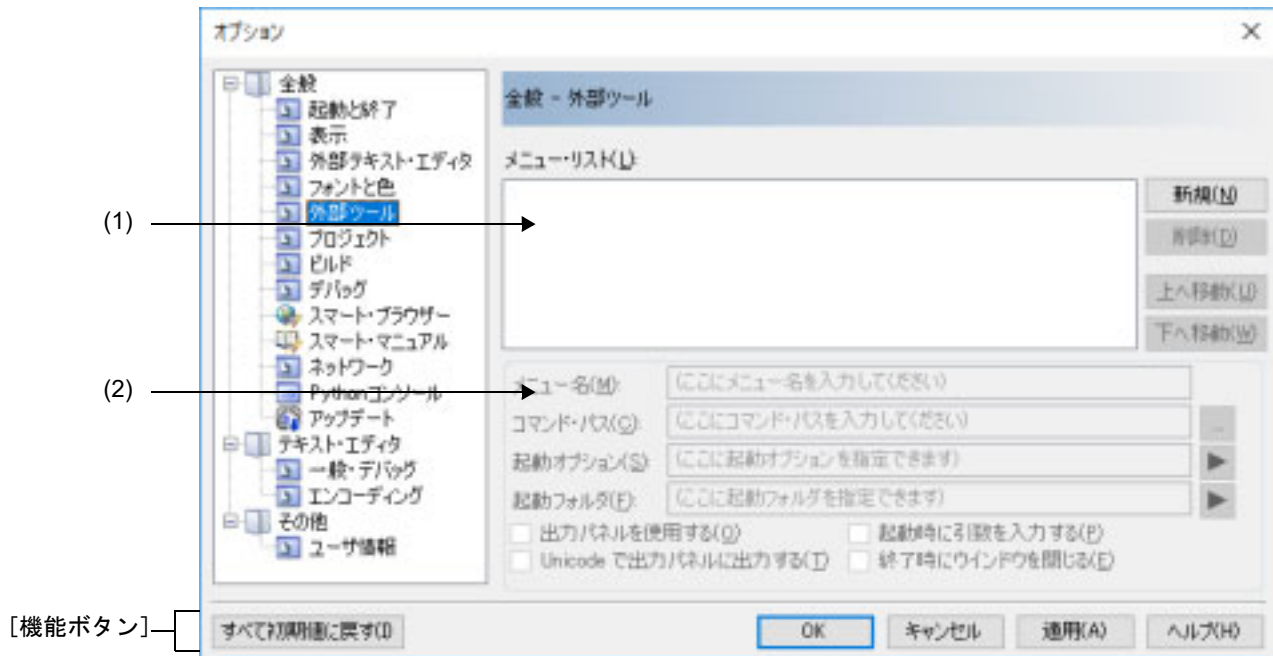 オプション
全般
起動と終了
表示
外部テキスト・エディタ
フォントと色
外部ツール
プロジェクト
ビルド
デバッグ
スマート・ブラウザー
スマート・マニュアル
ネットワーク
Pythonコンソール
アップデート
テキスト・エディタ
一般・デバッグ
エンコーディング
その他
ユーザ情報
全般 - 外部ツール
メニュー・リスト(L):
新規(N)
削除(D)
上へ移動(U)
下へ移動(W)
(1)
(2)
メニュー名(M): (ここにメニュー名を入力してください)
コマンド・パス(C): (ここにコマンド・パスを入力してください) ...
起動オプション(S): (ここに起動オプションを指定できます)
起動フォルダ(F): (ここに起動フォルダを指定できます)
出力パネルを使用する(O) 起動時に引数を入力する(P)
Unicode で出力パネルに出力する(T) 終了時にウインドウを閉じる(E)
[機能ボタン]
すべて初期値に戻す(I) OK キャンセル 適用(A) ヘルプ(H)